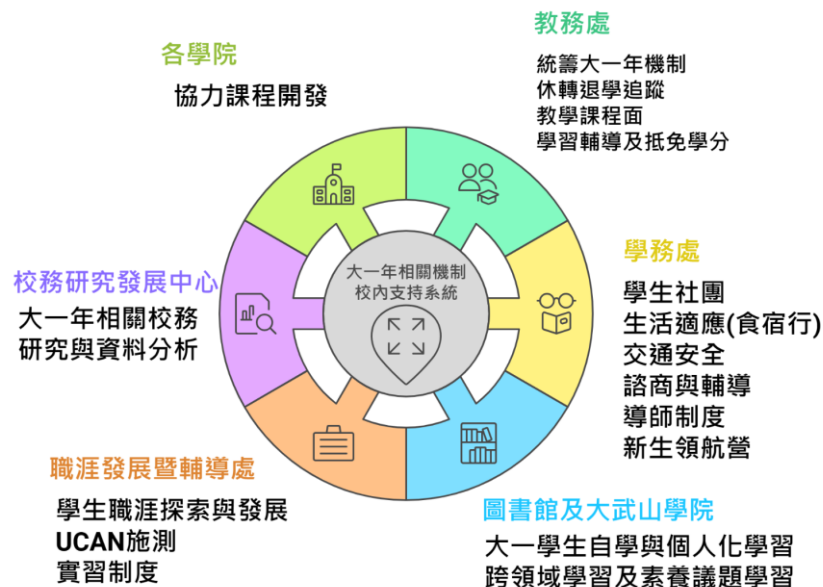 教務處
統籌大一年機制
休轉退學追蹤
教學課程面
學習輔導及抵免學分
各學院
協力課程開發
大一年相關機制
校內支持系統
學務處
學生社團
生活適應(食宿行)
交通安全
諮商與輔導
導師制度
新生領航營
校務研究發展中心
大一年相關校務
研究與資料分析
職涯發展暨輔導處
學生職涯探索與發展
UCAN施測
實習制度
圖書館及大武山學院
大一學生自學與個人化學習
跨領域學習及素養議題學習